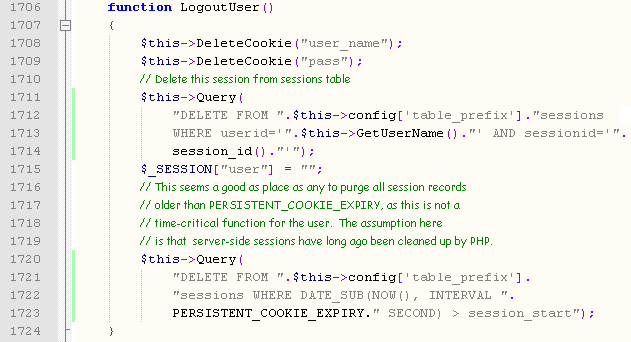 1706 function LogoutUser()
1707 {
1708 $this->DeleteCookie("user_name");
1709 $this->DeleteCookie("pass");
1710 // Delete this session from sessions table
1711 $this->Query(
1712 "DELETE FROM ".$this->config['table_prefix']."sessions
1713 WHERE userid='".$this->GetUserName()."' AND sessionid='".
1714 session_id()."'");
1715 $_SESSION["user"] = "";
1716 // This seems a good as place as any to purge all session records
1717 // older than PERSISTENT_COOKIE_EXPIRY, as this is not a
1718 // time-critical function for the user.  The assumption here
1719 // is that  server-side sessions have long ago been cleaned up by PHP.
1720 $this->Query(
1721 "DELETE FROM ".$this->config['table_prefix'].
1722 "sessions WHERE DATE_SUB(NOW(), INTERVAL ".
1723 PERSISTENT_COOKIE_EXPIRY." SECOND) > session_start");
1724 }